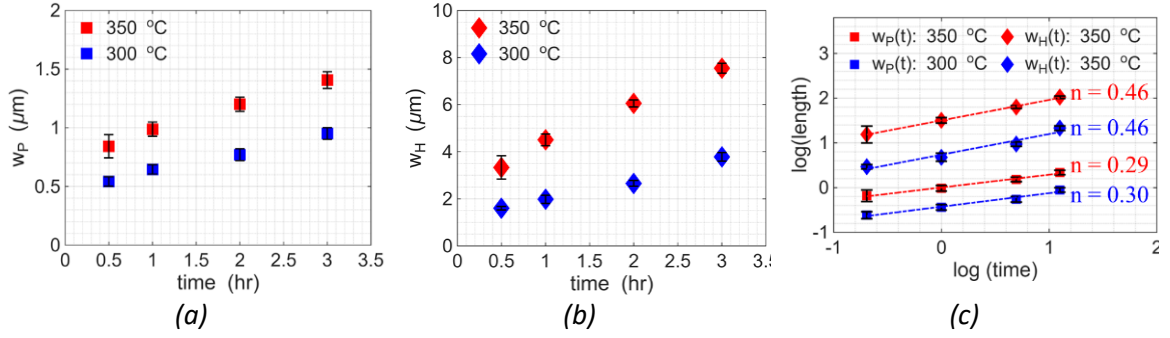 350 °C
300 °C
w_P (μm)
2
1.5
1
0.5
0
0 0.5 1 1.5 2 2.5 3 3.5
time (hr)
(a)
350 °C
300 °C
w_H (μm)
10
8
6
4
2
0
0 0.5 1 1.5 2 2.5 3 3.5
time (hr)
(b)
w_P(t): 350 °C w_H(t): 350 °C
w_P(t): 300 °C w_H(t): 350 °C
log(length)
3
2
1
0
-1
n = 0.46
n = 0.46
n = 0.29
n = 0.30
-1 0 1 2
log (time)
(c)